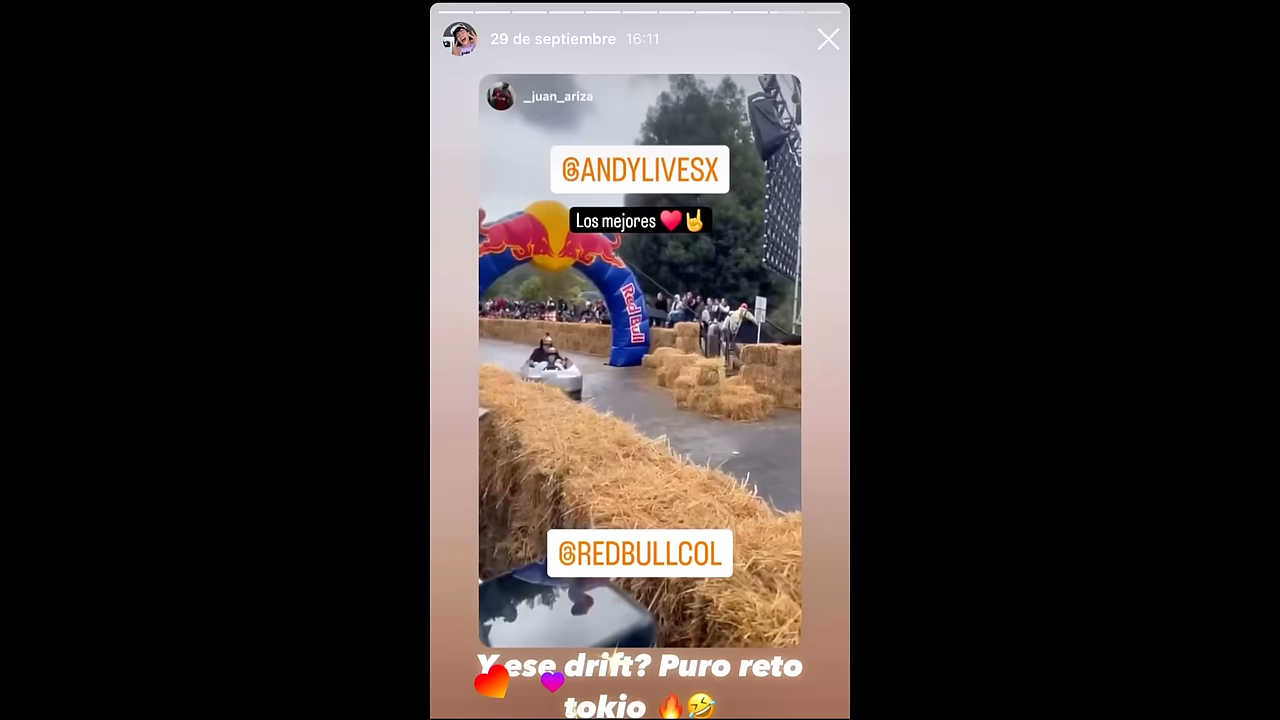 29 de septiembre 16:11
_juan_ariza
@ANDYLIVESX
Los mejores ❤️🤘
Red Bull
@REDBULLCOL
Y ese drift? Puro reto
tokio 🔥🤣